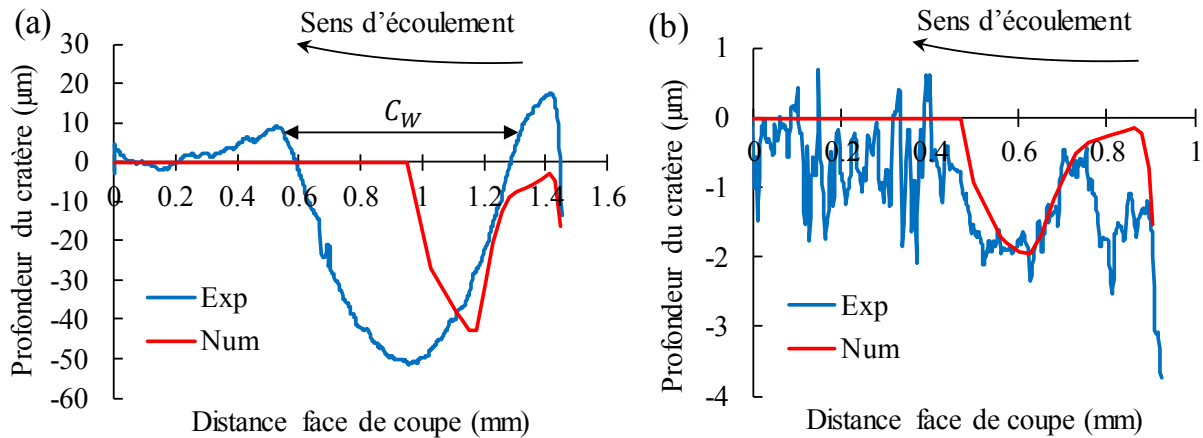 (a)
Sens d’écoulement
30
20
10
0
-10
-20
-30
-40
-50
-60
0 0.2 0.4 0.6 0.8 1 1.2 1.4 1.6
C_W
Exp
Num
Profondeur du cratère (µm)
Distance face de coupe (mm)
(b)
Sens d’écoulement
1
0
-1
-2
-3
-4
0 0.2 0.4 0.6 0.8 1
Exp
Num
Profondeur du cratère (µm)
Distance face de coupe (mm)